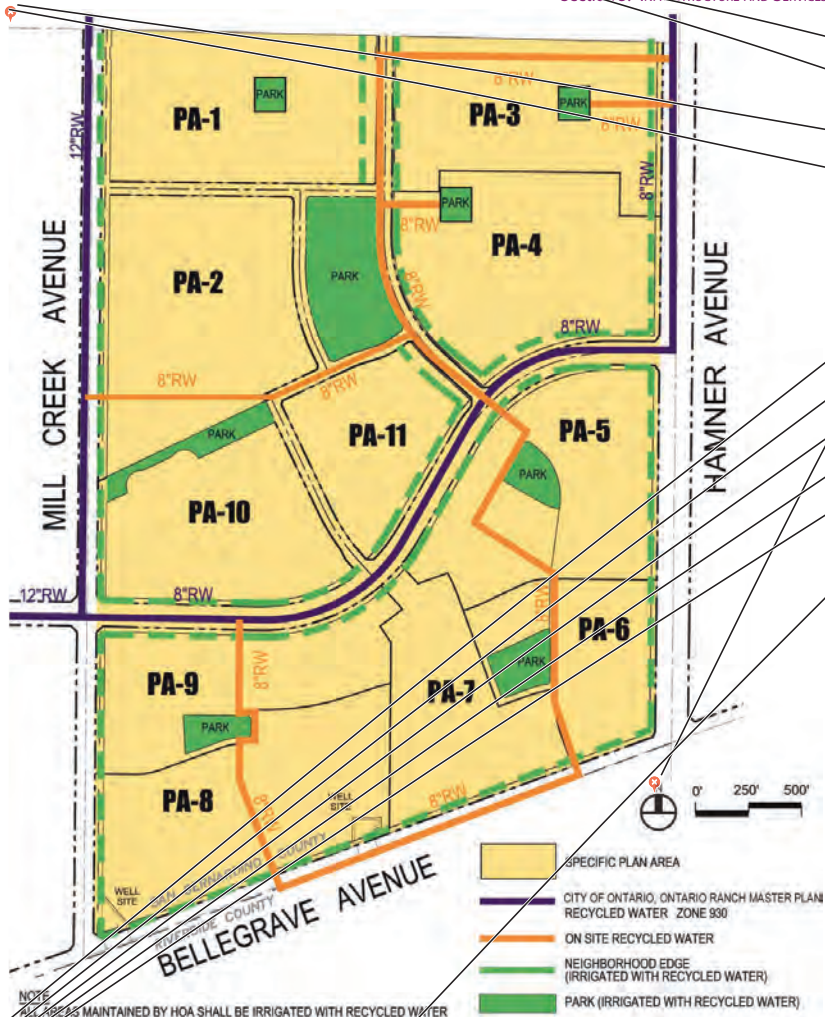 PARK
PA-1
8"RW
PARK
PA-3
6"RW
12"RW
8"RW
PARK
8"RW
PA-4
PA-2
PARK
8"RW
MILL CREEK AVENUE
HAMNER AVENUE
8"RW
8"RW
8"RW
PARK
PA-11
PA-5
PARK
PA-10
12"RW
8"RW
8"RW
PA-6
PA-9
8"RW
PARK
PA-7
PARK
PA-8
8"RW
WELL SITE
8"RW
0' 250' 500'
WELL SITE
SAN BERNARDINO COUNTY
RIVERSIDE COUNTY
BELLEGRAVE AVENUE
SPECIFIC PLAN AREA
CITY OF ONTARIO, ONTARIO RANCH MASTER PLAN
RECYCLED WATER ZONE 930
ON SITE RECYCLED WATER
NEIGHBORHOOD EDGE
(IRRIGATED WITH RECYCLED WATER)
PARK (IRRIGATED WITH RECYCLED WATER)
NOTE
ALL AREAS MAINTAINED BY HOA SHALL BE IRRIGATED WITH RECYCLED WATER